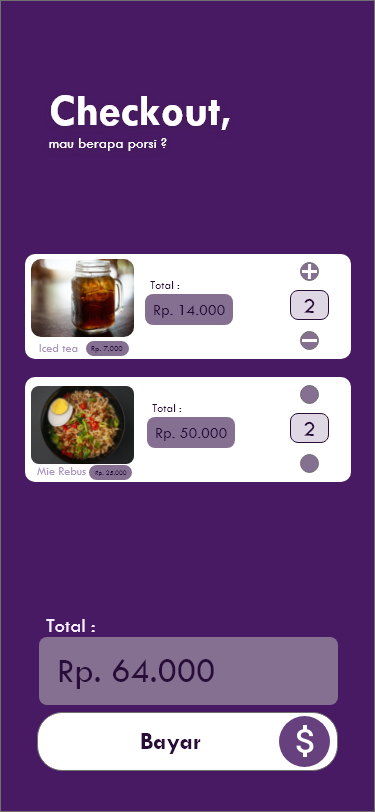 Checkout,
mau berapa porsi ?
Total :
Rp. 14.000
2
Iced tea
Rp. 7.000
Total :
Rp. 50.000
2
Mie Rebus
Rp. 25.000
Total :
Rp. 64.000
Bayar
$